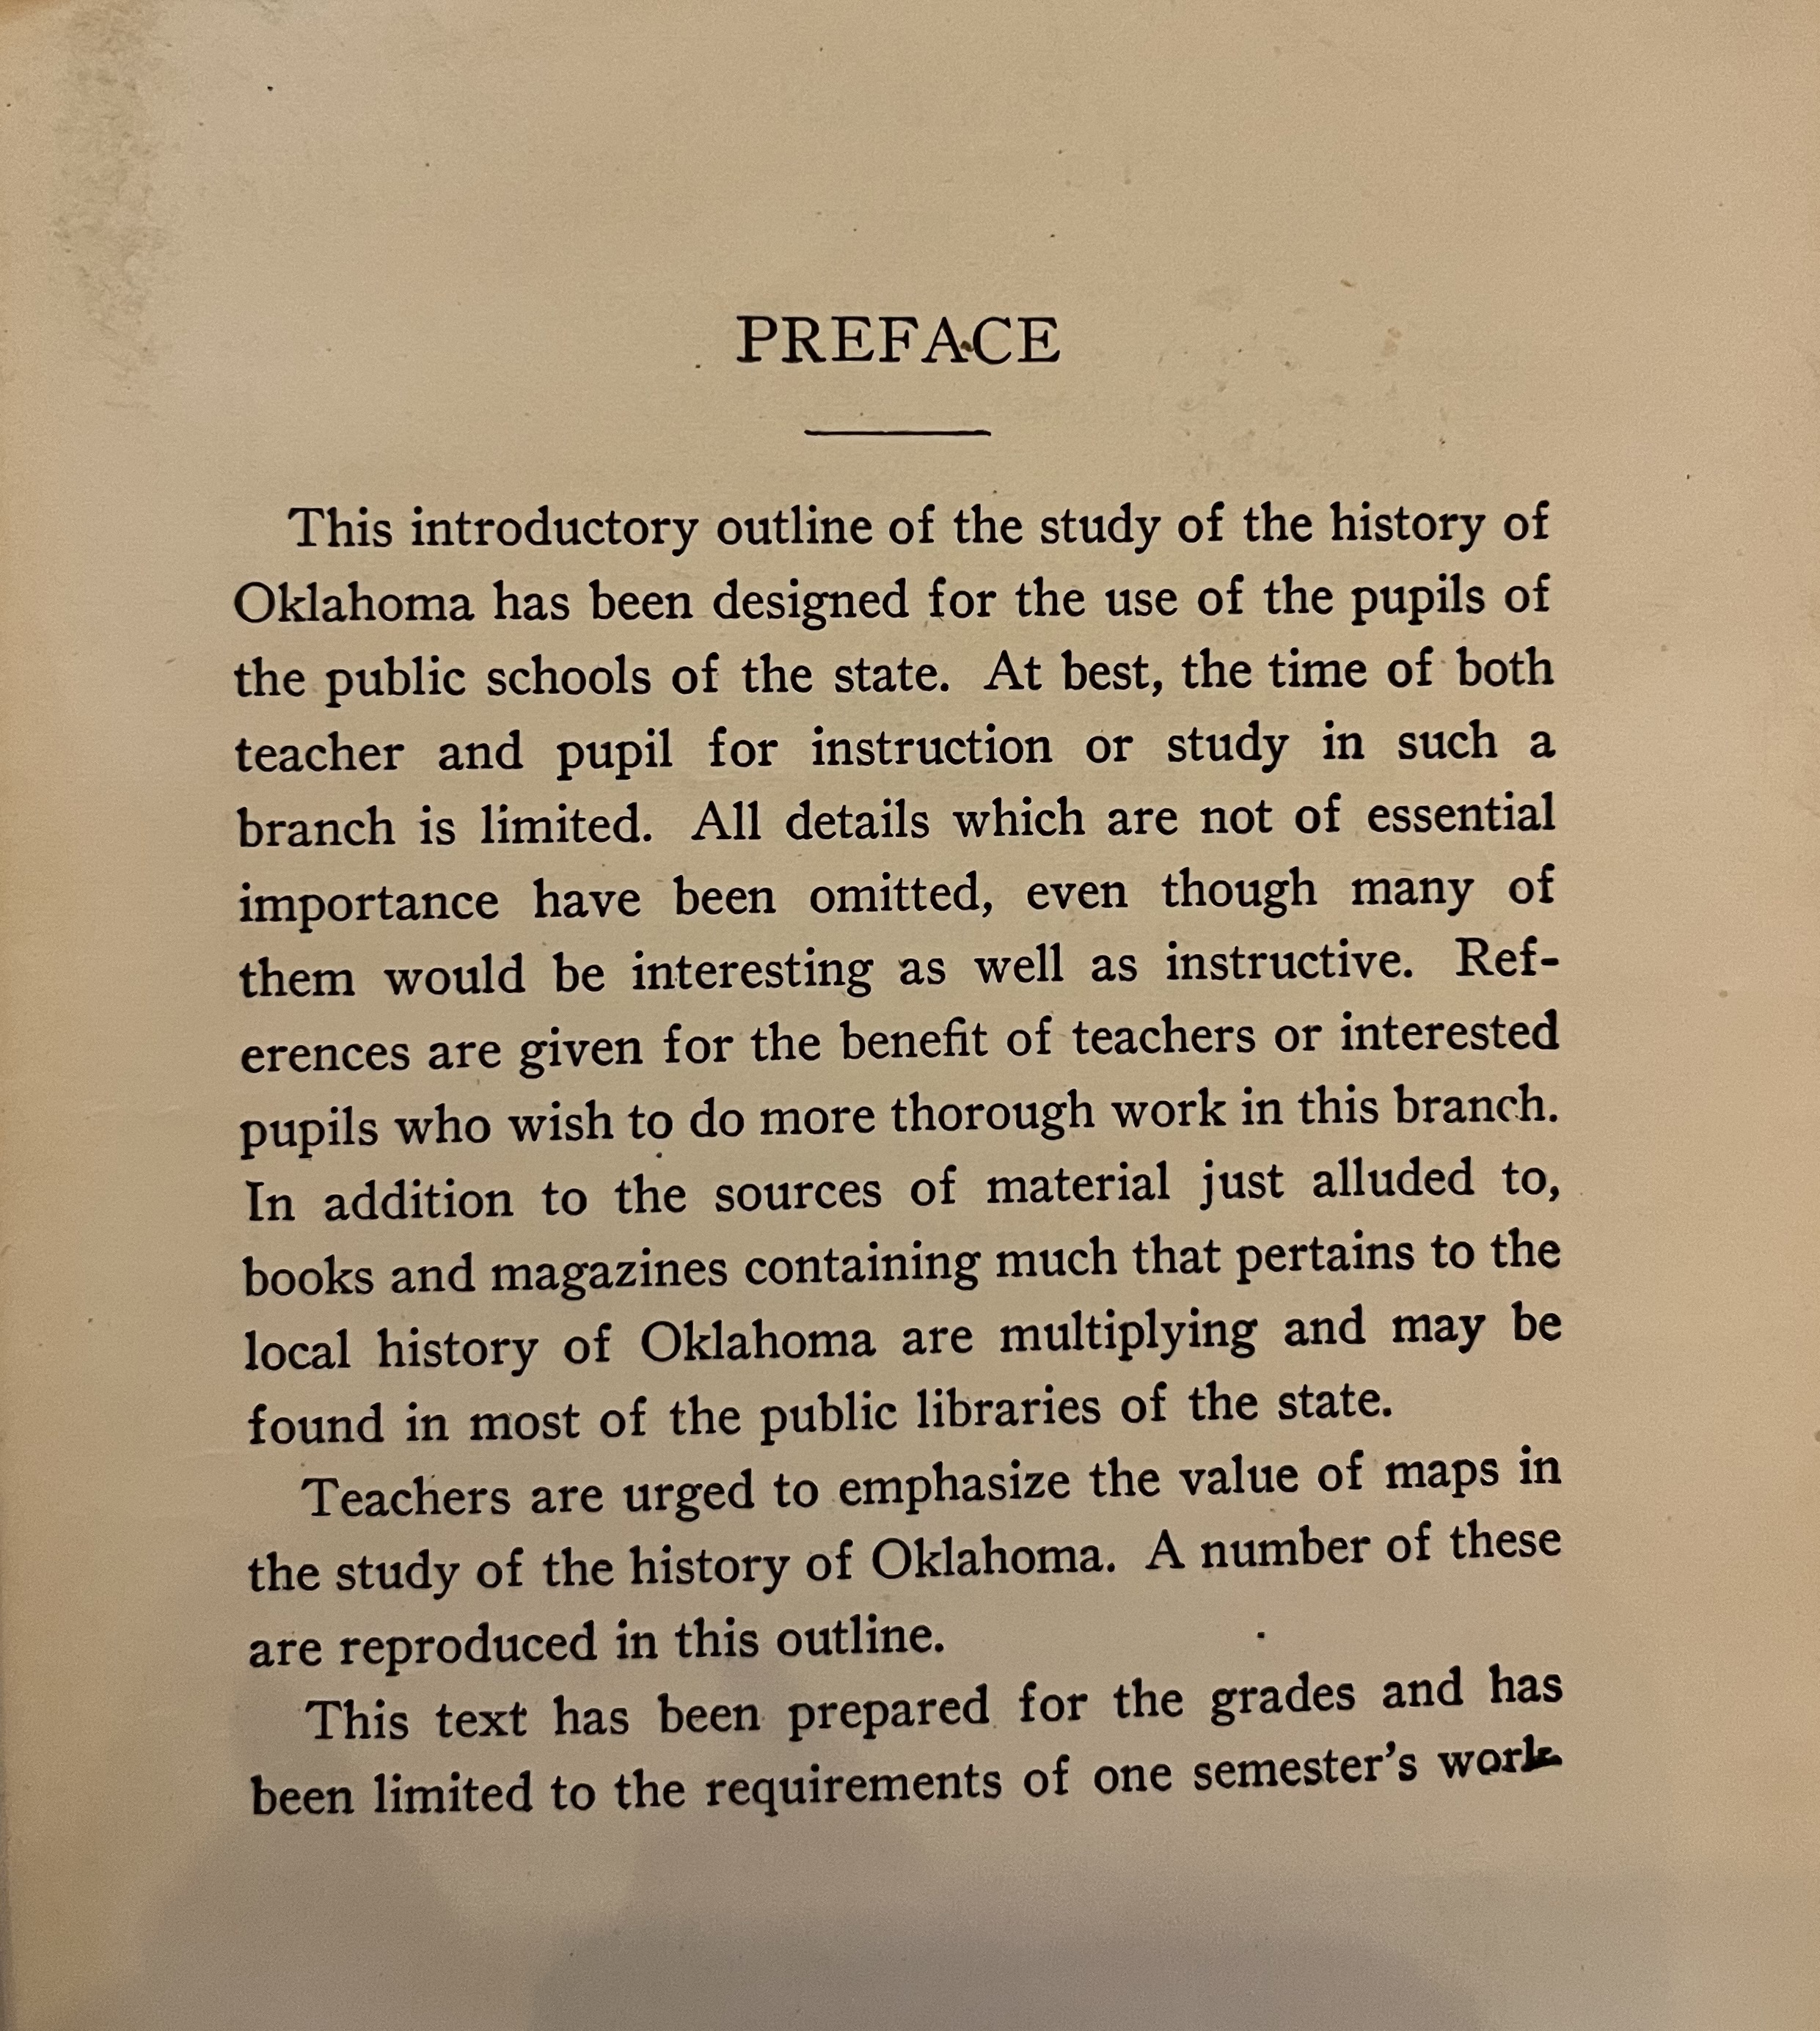 PREFACE
This introductory outline of the study of the history of
Oklahoma has been designed for the use of the pupils of
the public schools of the state. At best, the time of both
teacher and pupil for instruction or study in such a
branch is limited. All details which are not of essential
importance have been omitted, even though many of
them would be interesting as well as instructive. Ref-
erences are given for the benefit of teachers or interested
pupils who wish to do more thorough work in this branch.
In addition to the sources of material just alluded to,
books and magazines containing much that pertains to the
local history of Oklahoma are multiplying and may be
found in most of the public libraries of the state.
Teachers are urged to emphasize the value of maps in
the study of the history of Oklahoma. A number of these
are reproduced in this outline.
This text has been prepared for the grades and has
been limited to the requirements of one semester's work